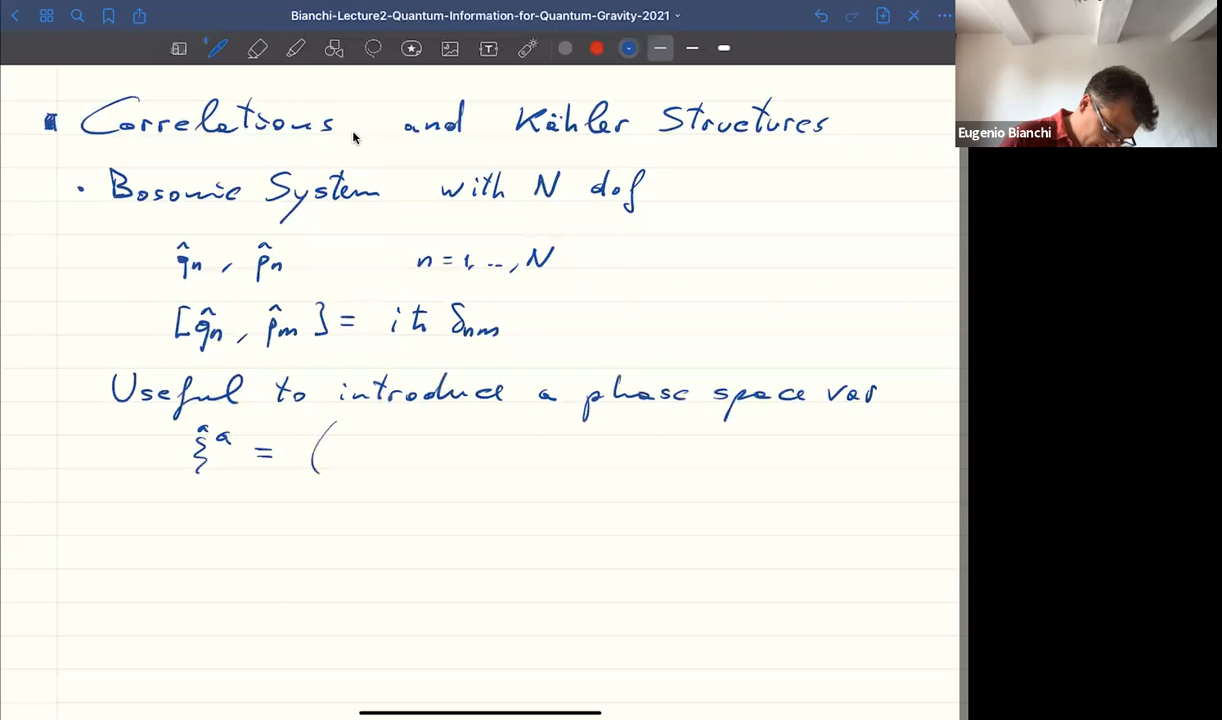 Bianchi-Lecture2-Quantum-Information-for-Quantum-Gravity-2021
Eugenio Bianchi
Correlations and Kähler Structures
· Bosonic System with N dof
q̂n , p̂n n = 1, .., N
[q̂n , p̂m] = iħ δnm
Useful to introduce a phase space var
ξ̂^a = (